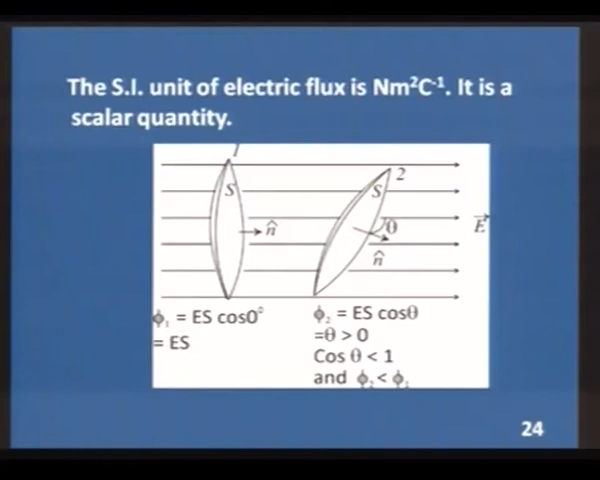 The S.I. unit of electric flux is Nm²C⁻¹. It is a
scalar quantity.
1
2
S
S
n̂
θ
E⃗
n̂
ϕ₁ = ES cos0°
= ES
ϕ₂ = ES cosθ
=θ > 0
Cos θ < 1
and ϕ₂< ϕ₁
24